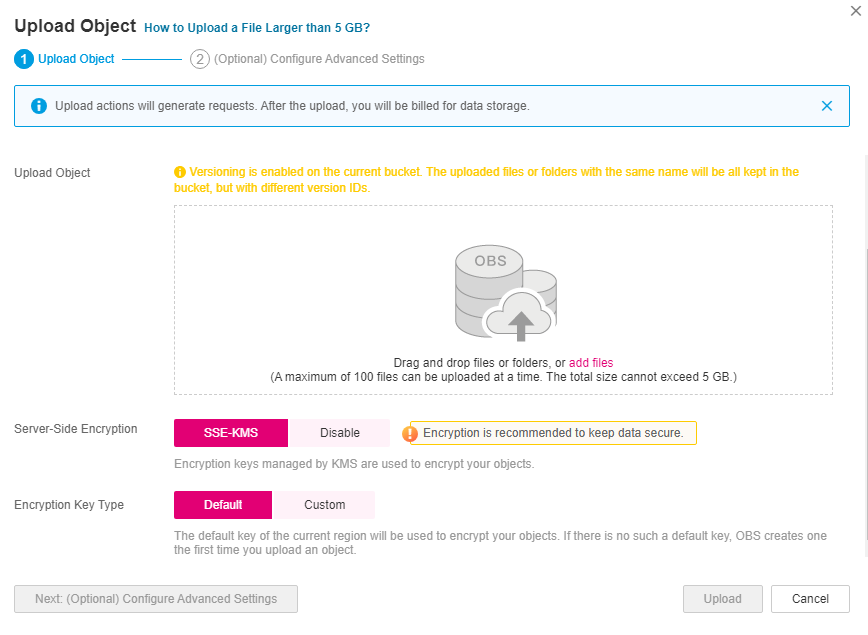 Upload Object How to Upload a File Larger than 5 GB?
1 Upload Object 2 (Optional) Configure Advanced Settings
Upload actions will generate requests. After the upload, you will be billed for data storage.
Upload Object
Versioning is enabled on the current bucket. The uploaded files or folders with the same name will be all kept in the
bucket, but with different version IDs.
OBS
Drag and drop files or folders, or add files
(A maximum of 100 files can be uploaded at a time. The total size cannot exceed 5 GB.)
Server-Side Encryption SSE-KMS Disable Encryption is recommended to keep data secure.
Encryption keys managed by KMS are used to encrypt your objects.
Encryption Key Type Default Custom
The default key of the current region will be used to encrypt your objects. If there is no such a default key, OBS creates one
the first time you upload an object.
Next: (Optional) Configure Advanced Settings Upload Cancel